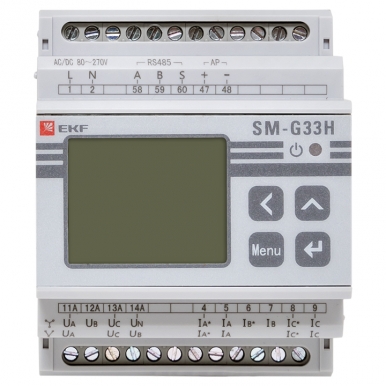 AC/DC 80~270V RS485 AP
L N A B S + -
1 2 58 59 60 47 48
EKF SM-G33H
Menu
11A 12A 13A 14A 4 5 6 7 8 9
UA UB UC UN IA* IA IB* IB IC* IC
UA UC UB IA* IA IC* IC